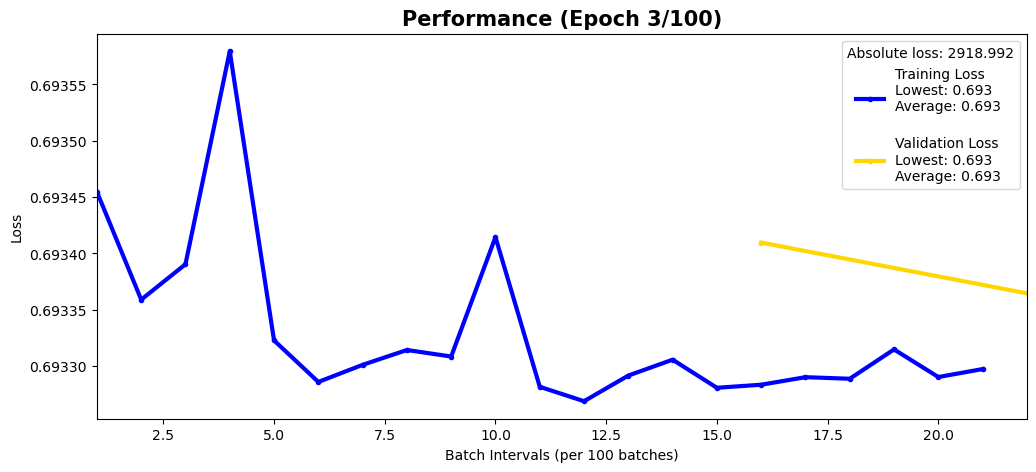 Performance (Epoch 3/100)
Absolute loss: 2918.992
Training Loss
Lowest: 0.693
Average: 0.693
Validation Loss
Lowest: 0.693
Average: 0.693
Loss
0.69355
0.69350
0.69345
0.69340
0.69335
0.69330
2.5 5.0 7.5 10.0 12.5 15.0 17.5 20.0
Batch Intervals (per 100 batches)